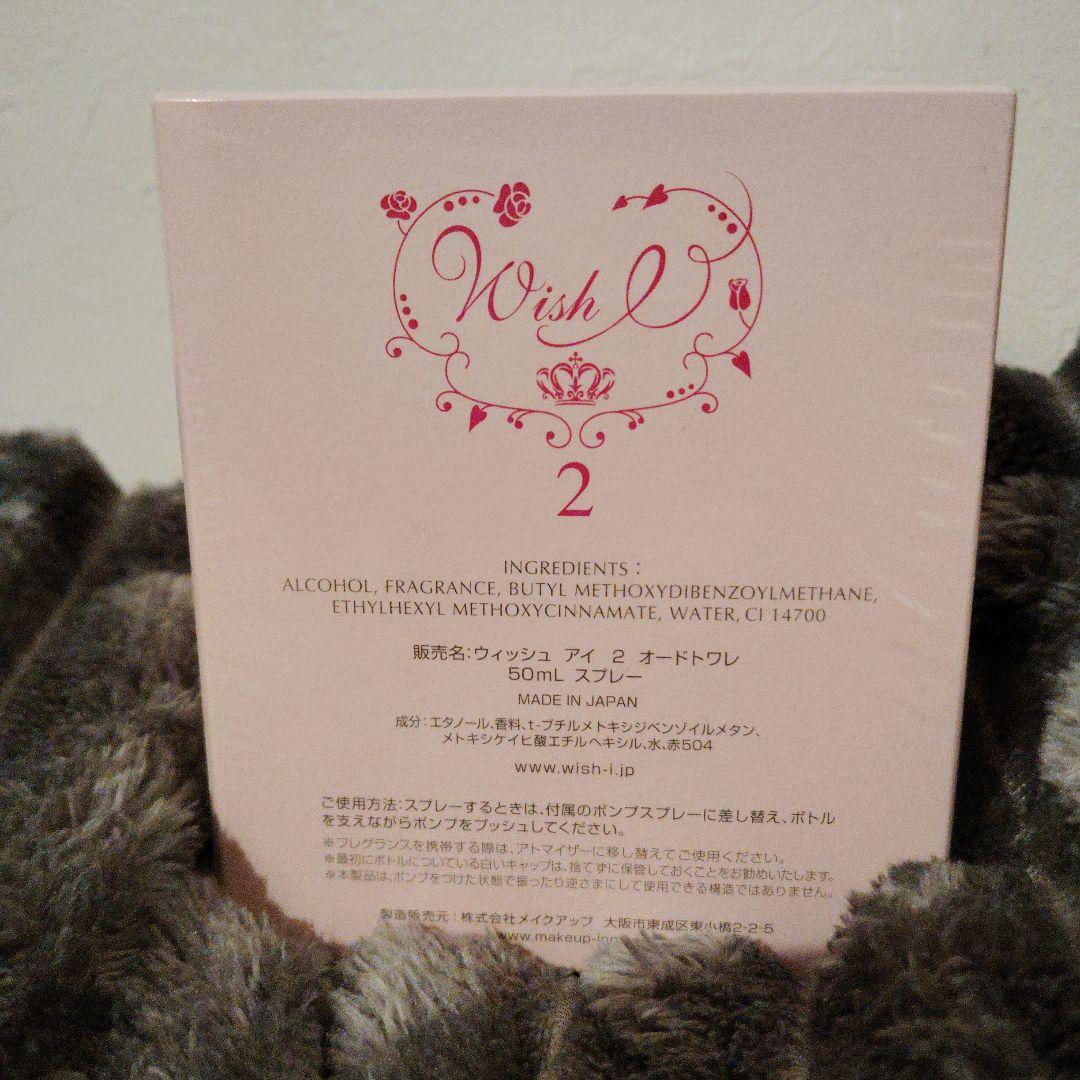 Wish I
2
INGREDIENTS :
ALCOHOL, FRAGRANCE, BUTYL METHOXYDIBENZOYLMETHANE,
ETHYLHEXYL METHOXYCINNAMATE, WATER, CI 14700
販売名:ウィッシュ アイ 2 オードトワレ
50mL スプレー
MADE IN JAPAN
成分:エタノール、香料、t-ブチルメトキシジベンゾイルメタン、
メトキシケイヒ酸エチルヘキシル、水、赤504
www.wish-i.jp
ご使用方法:スプレーするときは、付属のポンプスプレーに差し替え、ボトル
を支えながらポンプをプッシュしてください。
※フレグランスを携帯する際は、アトマイザーに移し替えてご使用ください。
※最初にボトルについている白いキャップは、捨てずに保管しておくことをお勧めいたします。
※本製品は、ポンプをつけた状態で振ったり逆さまにして使用できる構造ではありません。
製造販売元:株式会社メイクアップ 大阪市東成区東小橋2-2-5